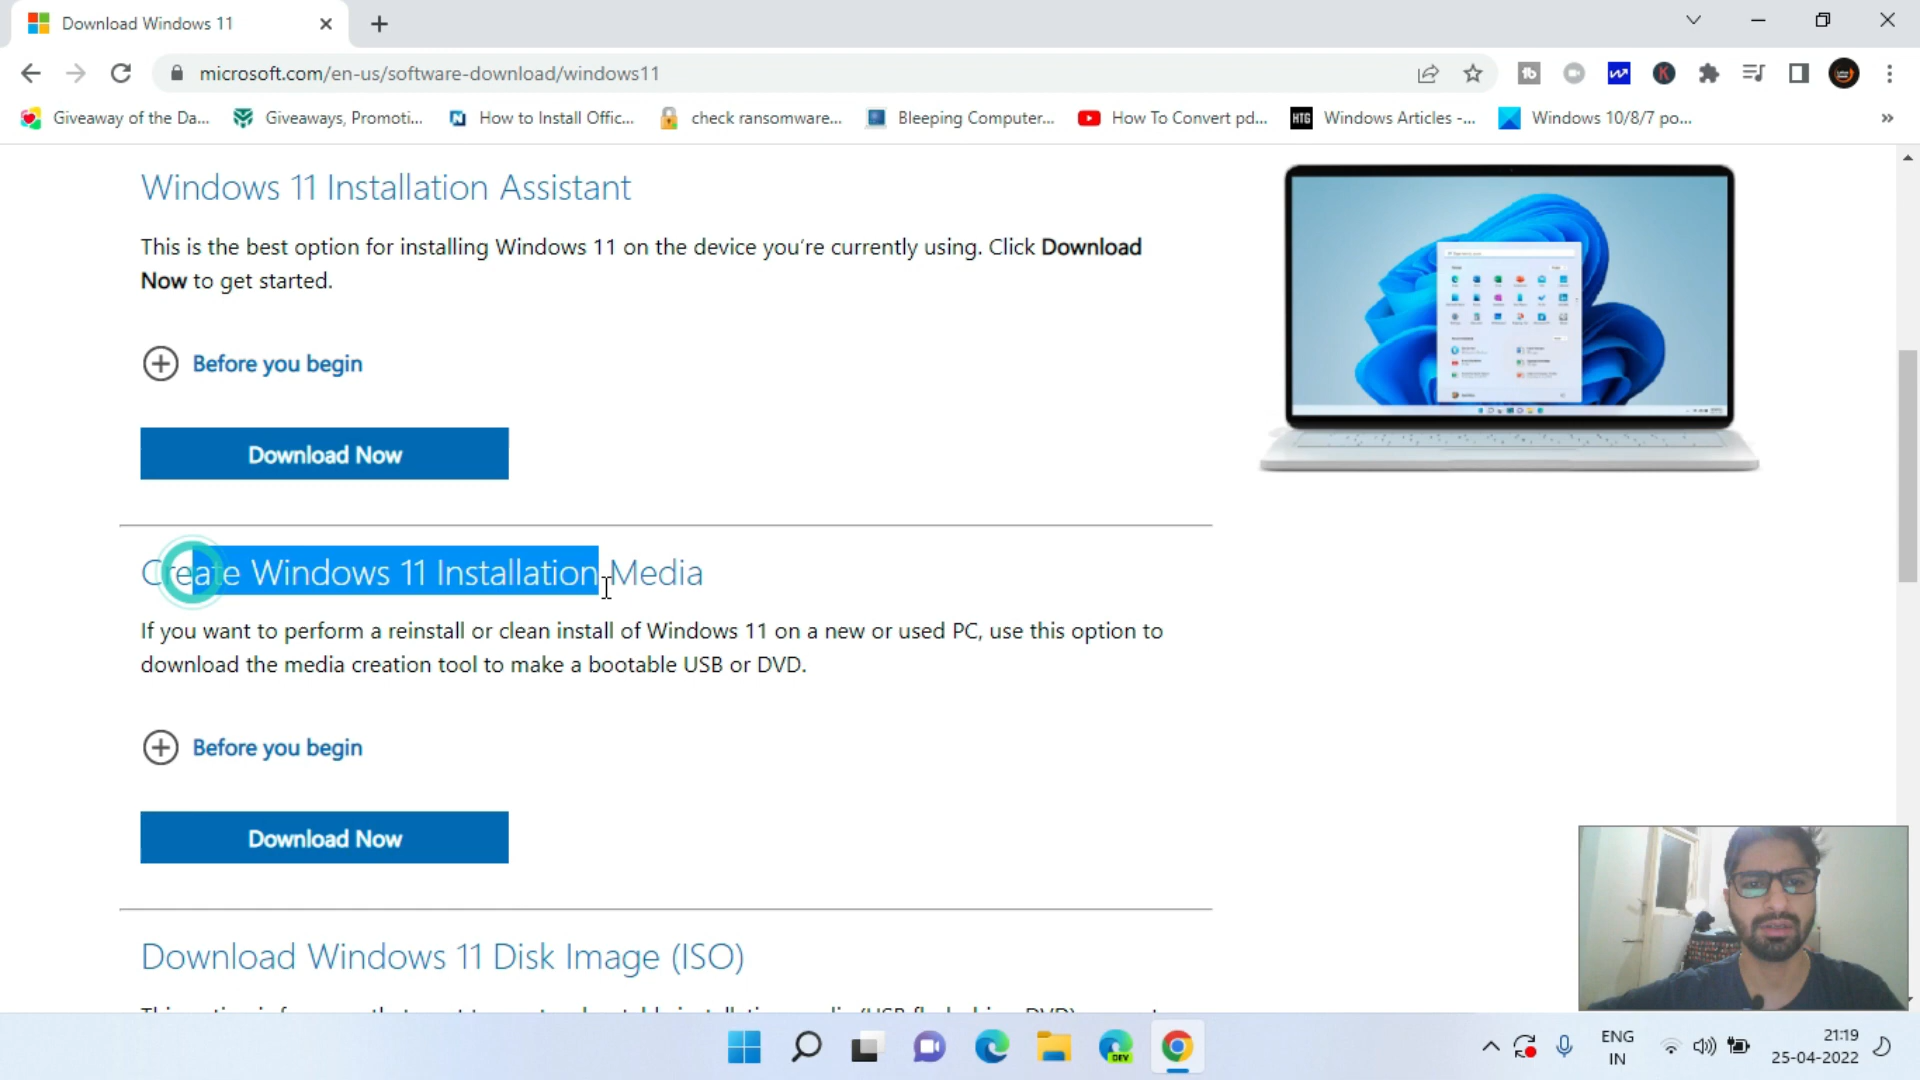 Download Windows 11
microsoft.com/en-us/software-download/windows11
Giveaway of the Da... Giveaways, Promoti... How to Install Offic... check ransomware... Bleeping Computer... How To Convert pd... HTG Windows Articles -... Windows 10/8/7 po... »
Windows 11 Installation Assistant
This is the best option for installing Windows 11 on the device you're currently using. Click Download
Now to get started.
Before you begin
Download Now
Create Windows 11 Installation Media
If you want to perform a reinstall or clean install of Windows 11 on a new or used PC, use this option to
download the media creation tool to make a bootable USB or DVD.
Before you begin
Download Now
Download Windows 11 Disk Image (ISO)
DEV
ENG
IN
21:19
25-04-2022